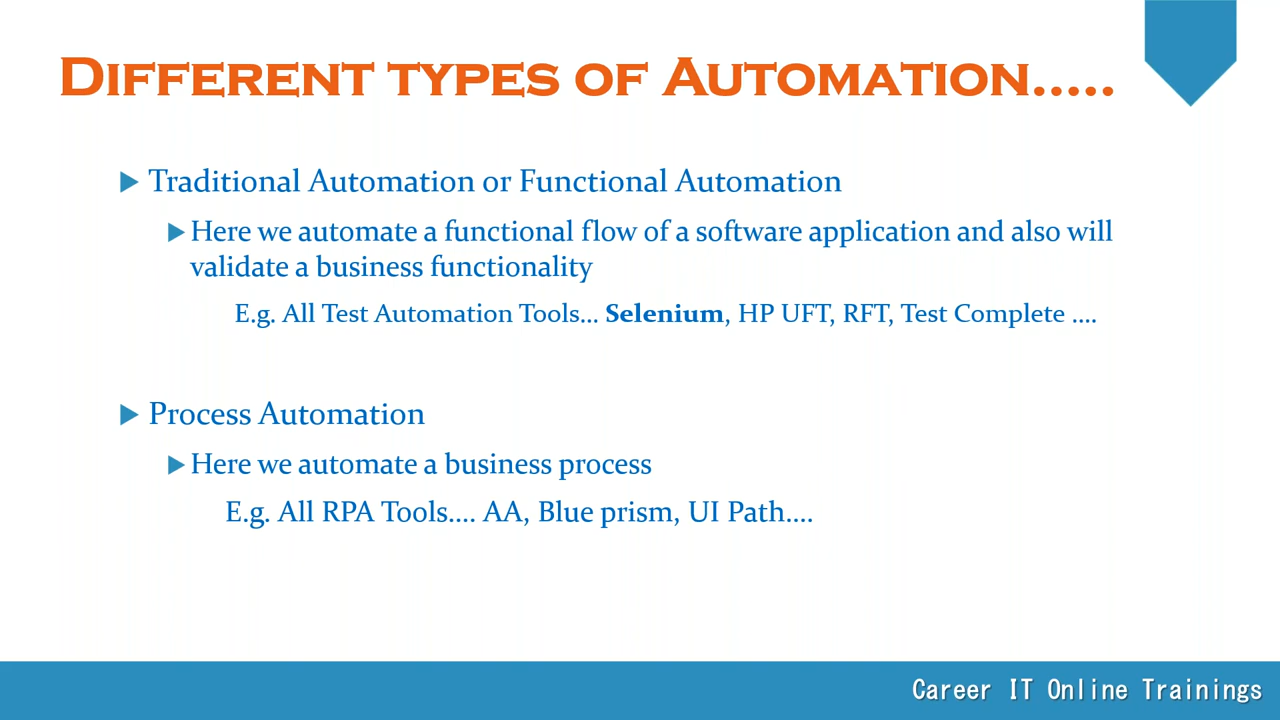 Different types of Automation.....
Traditional Automation or Functional Automation
Here we automate a functional flow of a software application and also will
validate a business functionality
E.g. All Test Automation Tools... Selenium, HP UFT, RFT, Test Complete ....
Process Automation
Here we automate a business process
E.g. All RPA Tools.... AA, Blue prism, UI Path....
Career IT Online Trainings